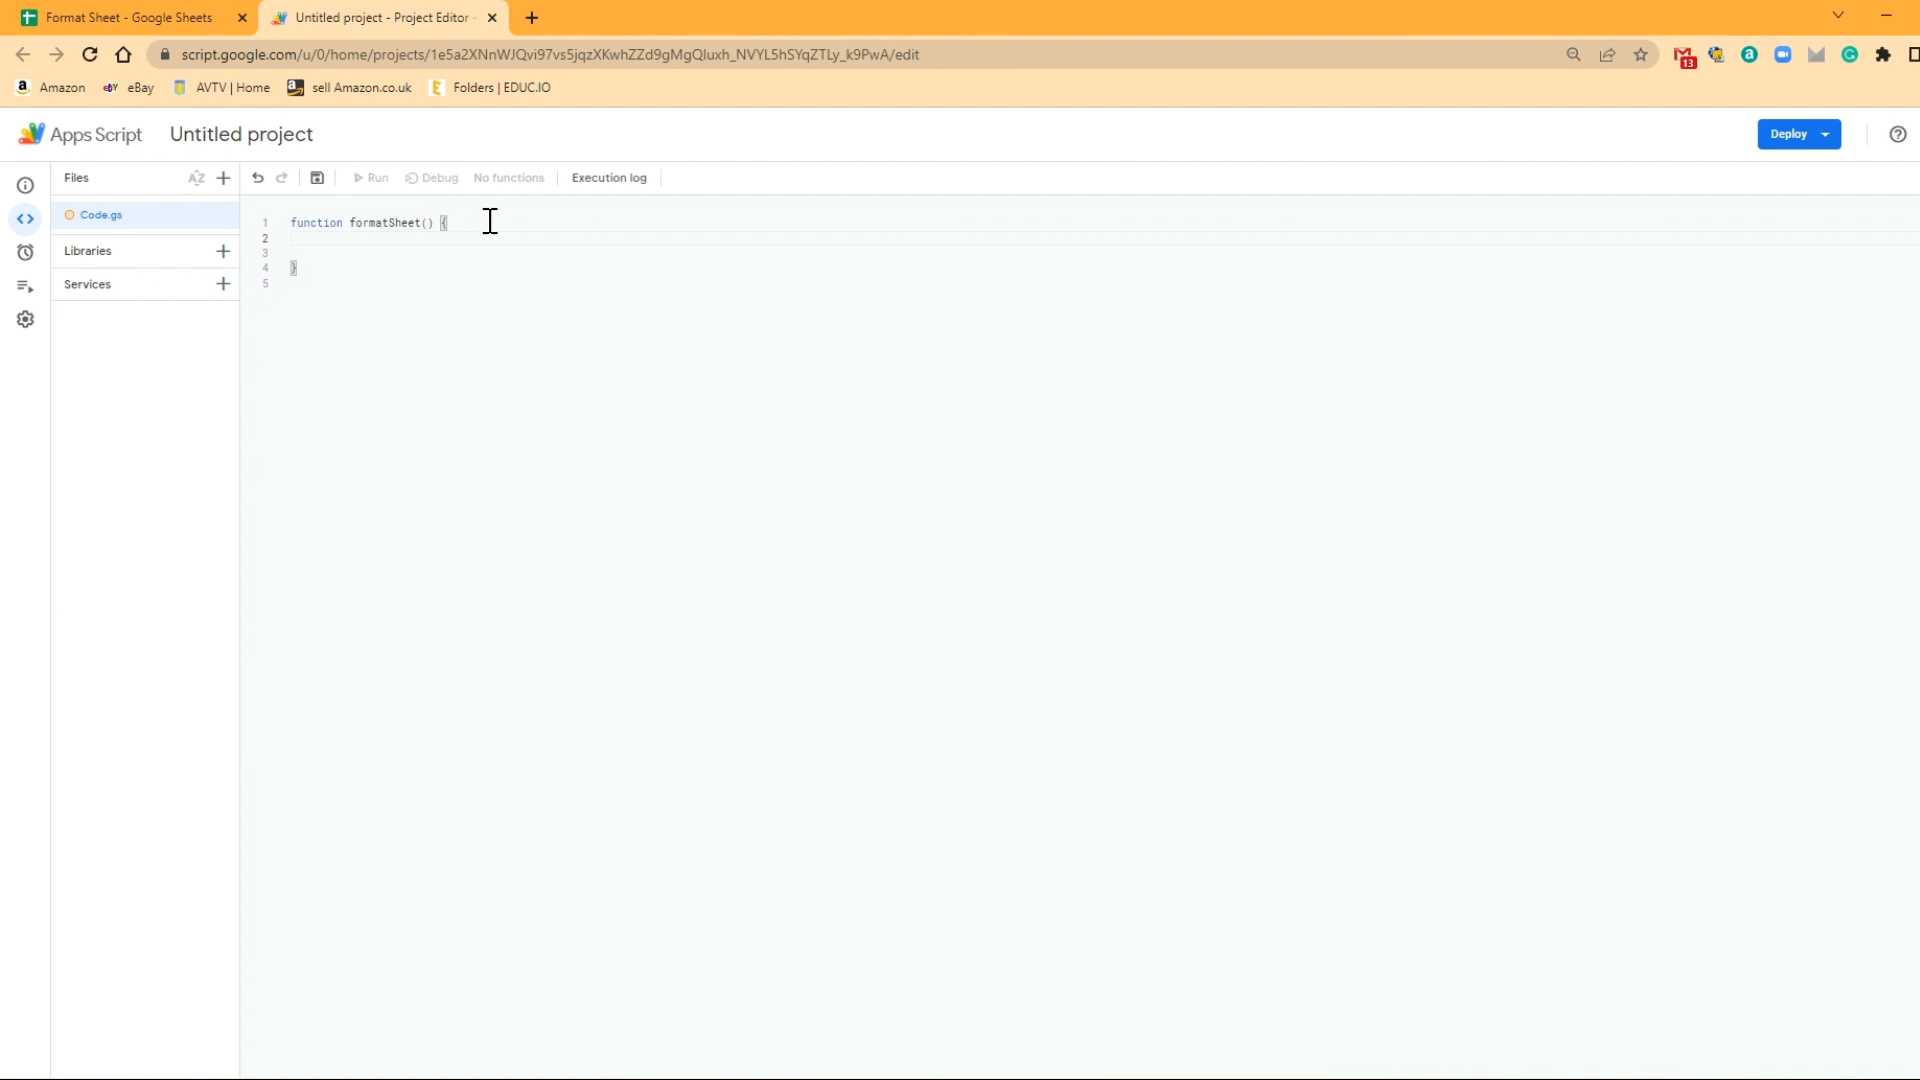 Format Sheet - Google Sheets
Untitled project - Project Editor
script.google.com/u/0/home/projects/1e5a2XNnWJQvi97vs5jqzXKwhZZd9gMgQluxh_NVYL5hSYqZTLy_k9PwA/edit
13
Amazon eBay AVTV | Home sell Amazon.co.uk Folders | EDUC.IO
Apps Script Untitled project
Deploy
Files AZ Run Debug No functions Execution log
Code.gs
Libraries
Services
1 function formatSheet() {
2
3
4 }
5